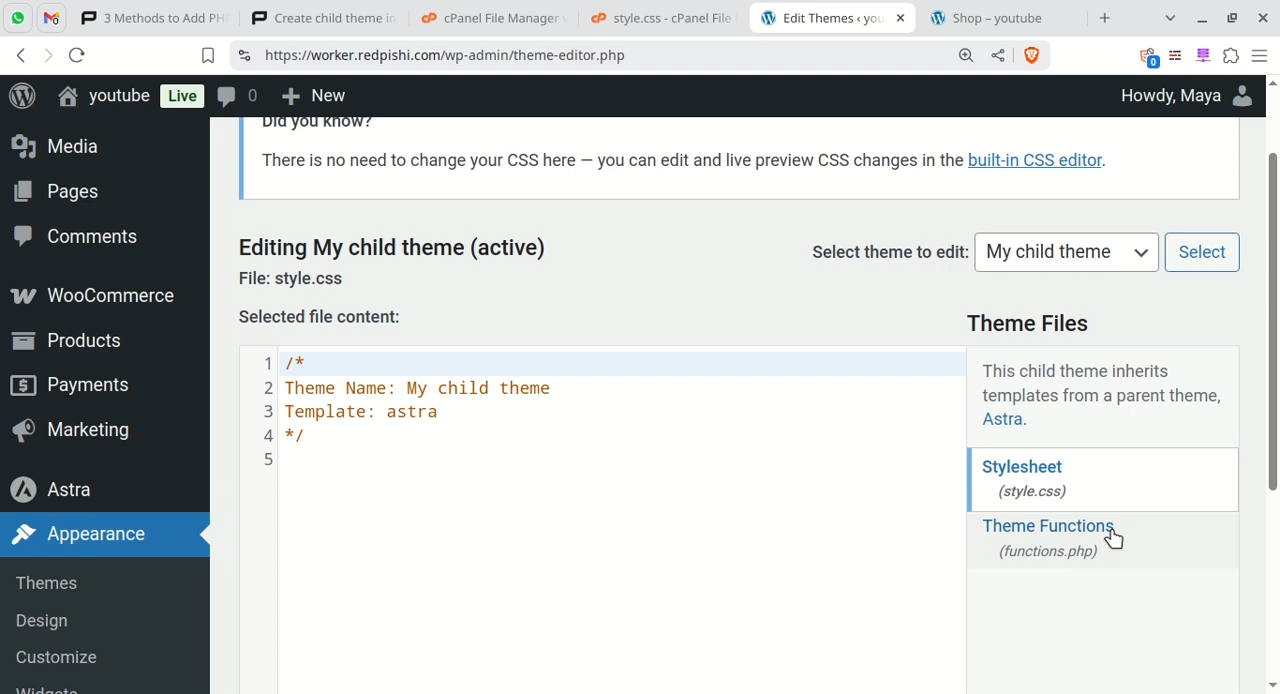 3 Methods to Add PH
Create child theme in
cPanel File Manager v
style.css - cPanel File
Edit Themes ‹ you
Shop – youtube
https://worker.redpishi.com/wp-admin/theme-editor.php
0
youtube
Live
0
New
Howdy, Maya
Media
Pages
Comments
WooCommerce
Products
Payments
Marketing
Astra
Appearance
Themes
Design
Customize
Widgets
Did you know?
There is no need to change your CSS here — you can edit and live preview CSS changes in the built-in CSS editor.
Editing My child theme (active)
File: style.css
Select theme to edit:
My child theme
Select
Selected file content:
1 /*
2 Theme Name: My child theme
3 Template: astra
4 */
5
Theme Files
This child theme inherits
templates from a parent theme,
Astra.
Stylesheet
(style.css)
Theme Functions
(functions.php)